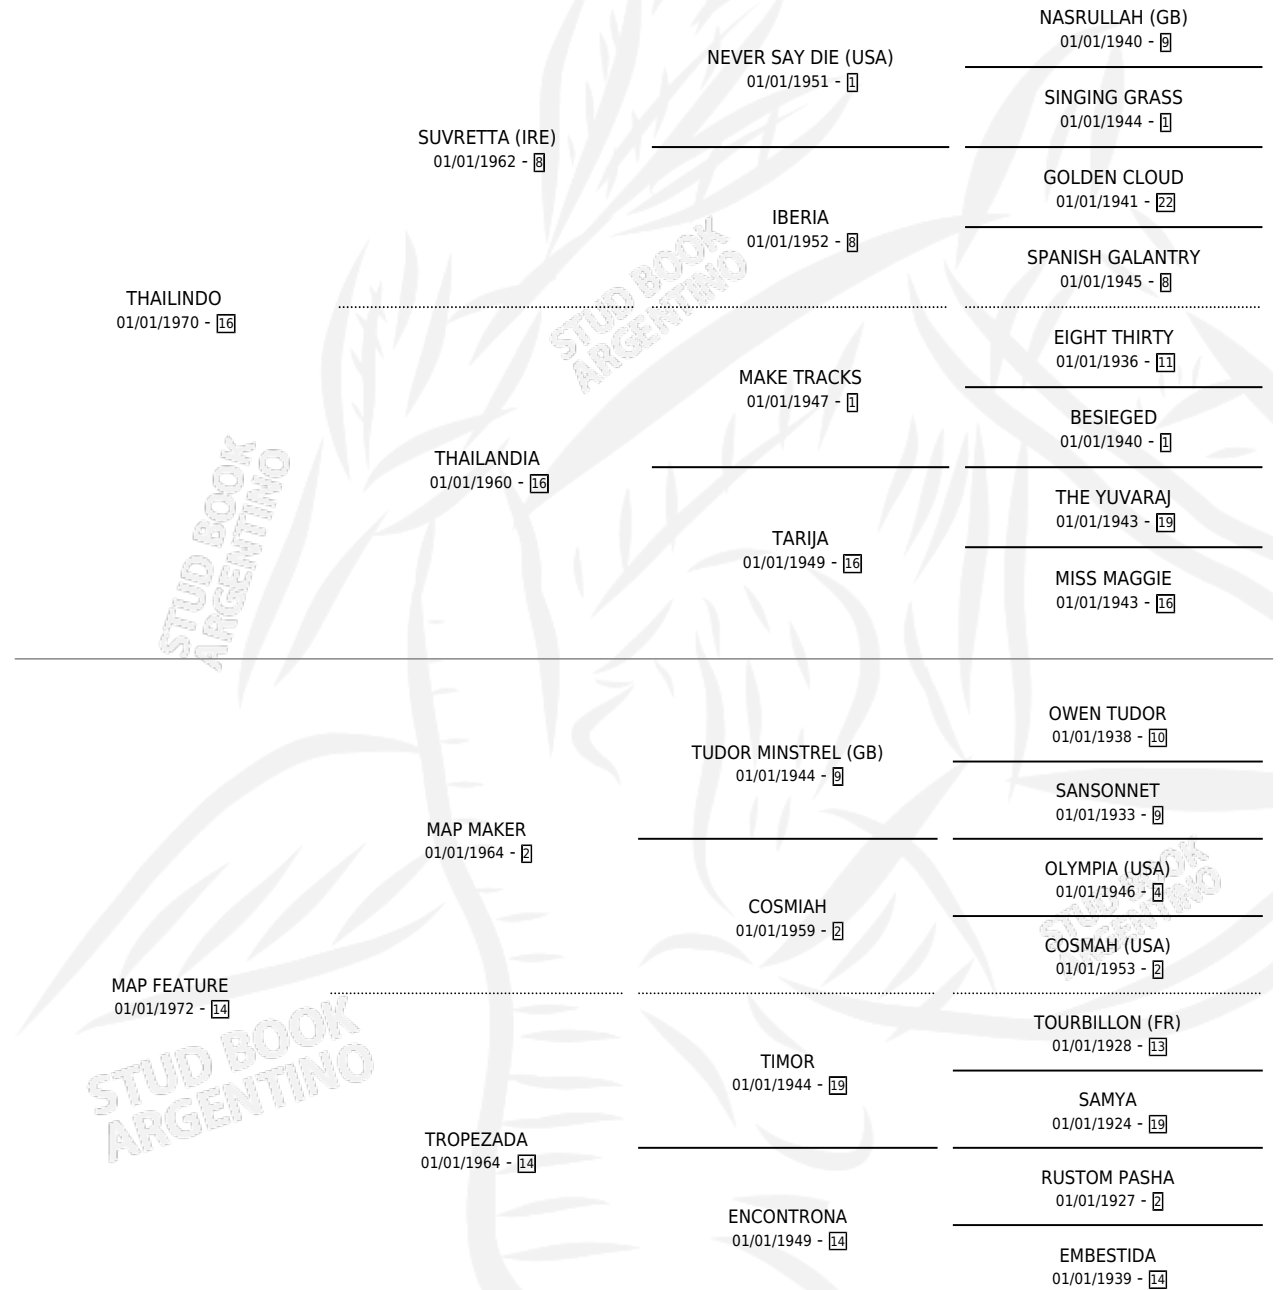 NASRULLAH (GB)
01/01/1940 - 9
NEVER SAY DIE (USA)
01/01/1951 - 1
SINGING GRASS
01/01/1944 - 1
SUVRETTA (IRE)
01/01/1962 - 8
GOLDEN CLOUD
01/01/1941 - 22
IBERIA
01/01/1952 - 8
SPANISH GALANTRY
01/01/1945 - 8
THAILINDO
01/01/1970 - 16
EIGHT THIRTY
01/01/1936 - 11
MAKE TRACKS
01/01/1947 - 1
BESIEGED
01/01/1940 - 1
THAILANDIA
01/01/1960 - 16
THE YUVARAJ
01/01/1943 - 19
TARIJA
01/01/1949 - 16
MISS MAGGIE
01/01/1943 - 16
OWEN TUDOR
01/01/1938 - 10
TUDOR MINSTREL (GB)
01/01/1944 - 9
SANSONNET
01/01/1933 - 9
MAP MAKER
01/01/1964 - 2
OLYMPIA (USA)
01/01/1946 - 4
COSMIAH
01/01/1959 - 2
COSMAH (USA)
01/01/1953 - 2
MAP FEATURE
01/01/1972 - 14
TOURBILLON (FR)
01/01/1928 - 13
TIMOR
01/01/1944 - 19
SAMYA
01/01/1924 - 19
TROPEZADA
01/01/1964 - 14
RUSTOM PASHA
01/01/1927 - 2
ENCONTRONA
01/01/1949 - 14
EMBESTIDA
01/01/1939 - 14
STUD BOOK
ARGENTINO
STUD BOOK
ARGENTINO
STUD BOOK
ARGENTINO
STUD BOOK
ARGENTINO